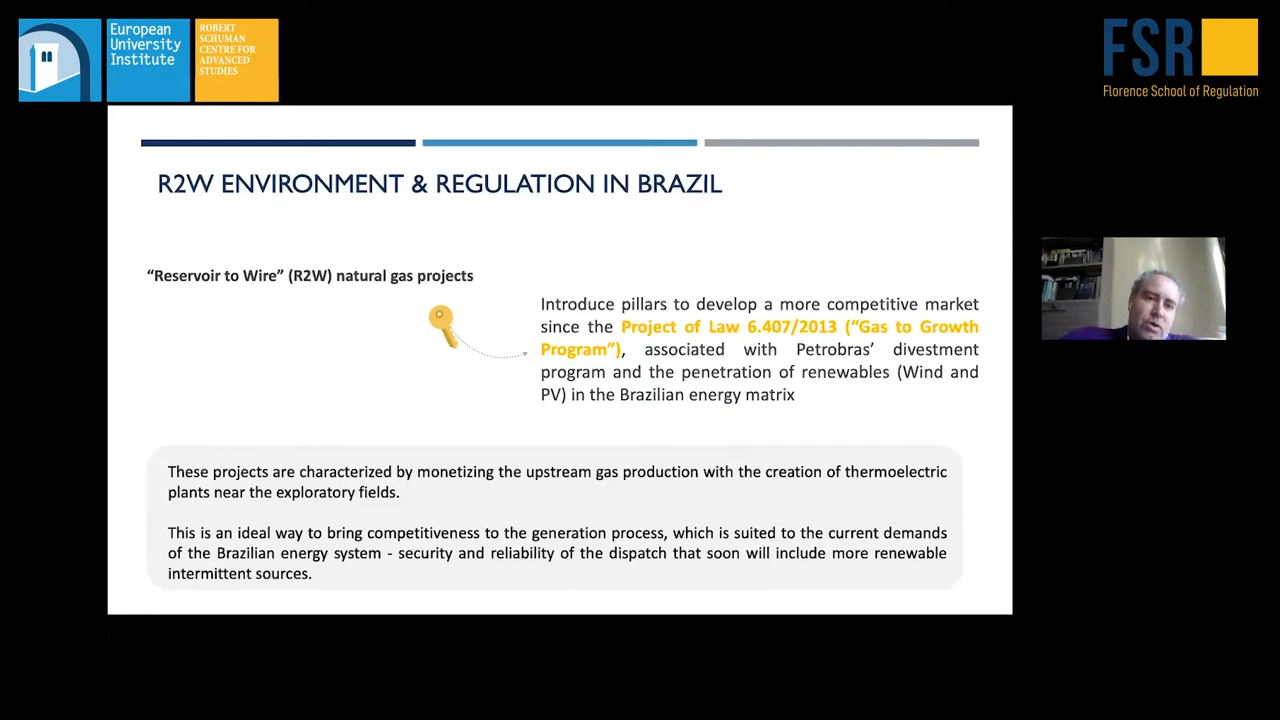 European
University
Institute
ROBERT
SCHUMAN
CENTRE FOR
ADVANCED
STUDIES
FSR
Florence School of Regulation
R2W ENVIRONMENT & REGULATION IN BRAZIL
“Reservoir to Wire” (R2W) natural gas projects
Introduce pillars to develop a more competitive market
since the Project of Law 6.407/2013 (“Gas to Growth
Program”), associated with Petrobras’ divestment
program and the penetration of renewables (Wind and
PV) in the Brazilian energy matrix
These projects are characterized by monetizing the upstream gas production with the creation of thermoelectric
plants near the exploratory fields.
This is an ideal way to bring competitiveness to the generation process, which is suited to the current demands
of the Brazilian energy system - security and reliability of the dispatch that soon will include more renewable
intermittent sources.